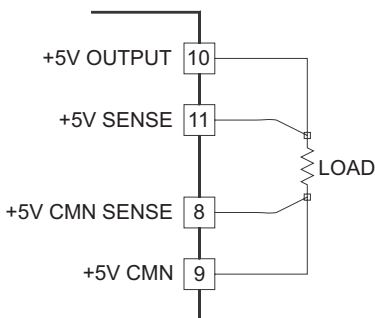 +5V OUTPUT 10
+5V SENSE 11
LOAD
+5V CMN SENSE 8
+5V CMN 9